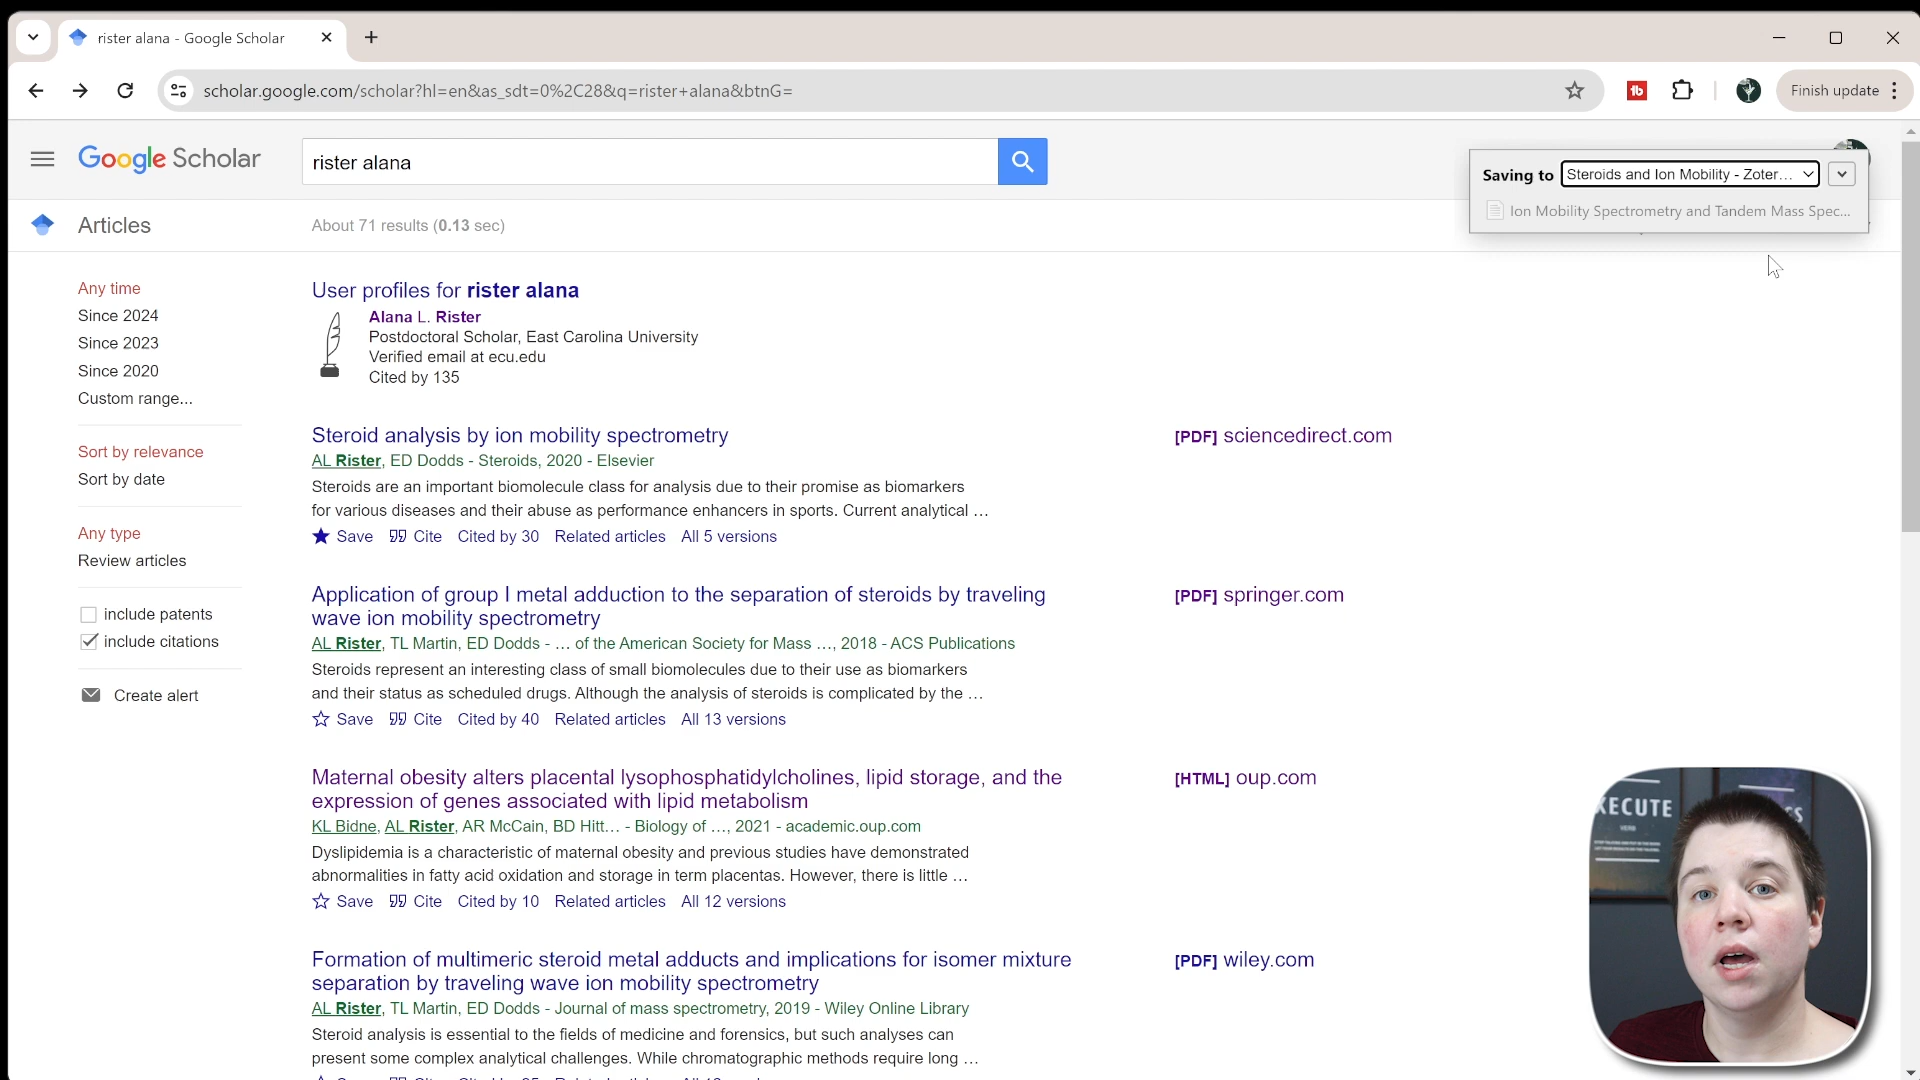 rister alana - Google Scholar
scholar.google.com/scholar?hl=en&as_sdt=0%2C28&q=rister+alana&btnG=
Finish update
Google Scholar
rister alana
Saving to Steroids and Ion Mobility - Zoter...
Ion Mobility Spectrometry and Tandem Mass Spec...
Articles
About 71 results (0.13 sec)
Any time
Since 2024
Since 2023
Since 2020
Custom range...
Sort by relevance
Sort by date
Any type
Review articles
include patents
include citations
Create alert
User profiles for rister alana
Alana L. Rister
Postdoctoral Scholar, East Carolina University
Verified email at ecu.edu
Cited by 135
Steroid analysis by ion mobility spectrometry
[PDF] sciencedirect.com
AL Rister, ED Dodds - Steroids, 2020 - Elsevier
Steroids are an important biomolecule class for analysis due to their promise as biomarkers
for various diseases and their abuse as performance enhancers in sports. Current analytical ...
Save Cite Cited by 30 Related articles All 5 versions
Application of group I metal adduction to the separation of steroids by traveling
wave ion mobility spectrometry
[PDF] springer.com
AL Rister, TL Martin, ED Dodds - ... of the American Society for Mass ..., 2018 - ACS Publications
Steroids represent an interesting class of small biomolecules due to their use as biomarkers
and their status as scheduled drugs. Although the analysis of steroids is complicated by the ...
Save Cite Cited by 40 Related articles All 13 versions
Maternal obesity alters placental lysophosphatidylcholines, lipid storage, and the
expression of genes associated with lipid metabolism
[HTML] oup.com
KL Bidne, AL Rister, AR McCain, BD Hitt... - Biology of ..., 2021 - academic.oup.com
Dyslipidemia is a characteristic of maternal obesity and previous studies have demonstrated
abnormalities in fatty acid oxidation and storage in term placentas. However, there is little ...
Save Cite Cited by 10 Related articles All 12 versions
Formation of multimeric steroid metal adducts and implications for isomer mixture
separation by traveling wave ion mobility spectrometry
[PDF] wiley.com
AL Rister, TL Martin, ED Dodds - Journal of mass spectrometry, 2019 - Wiley Online Library
Steroid analysis is essential to the fields of medicine and forensics, but such analyses can
present some complex analytical challenges. While chromatographic methods require long ...
XECUTE
VERB